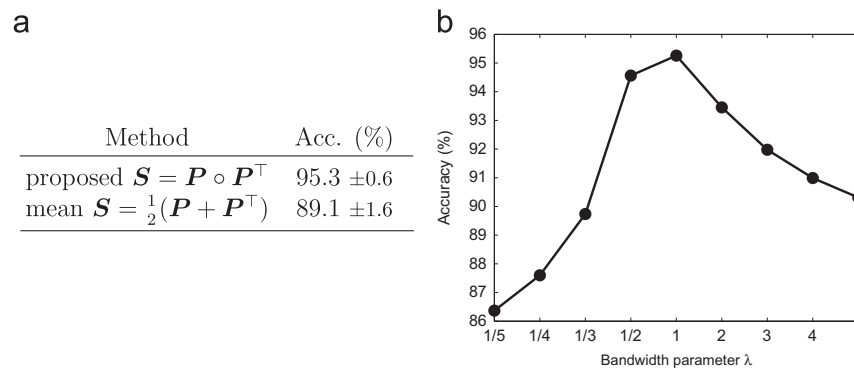 a
Method Acc. (%)
proposed S = P ∘ P⊤ 95.3 ±0.6
mean S = ½(P + P⊤) 89.1 ±1.6
b
96
95
94
93
92
91
90
89
88
87
86
Accuracy (%)
1/5 1/4 1/3 1/2 1 2 3 4
Bandwidth parameter λ